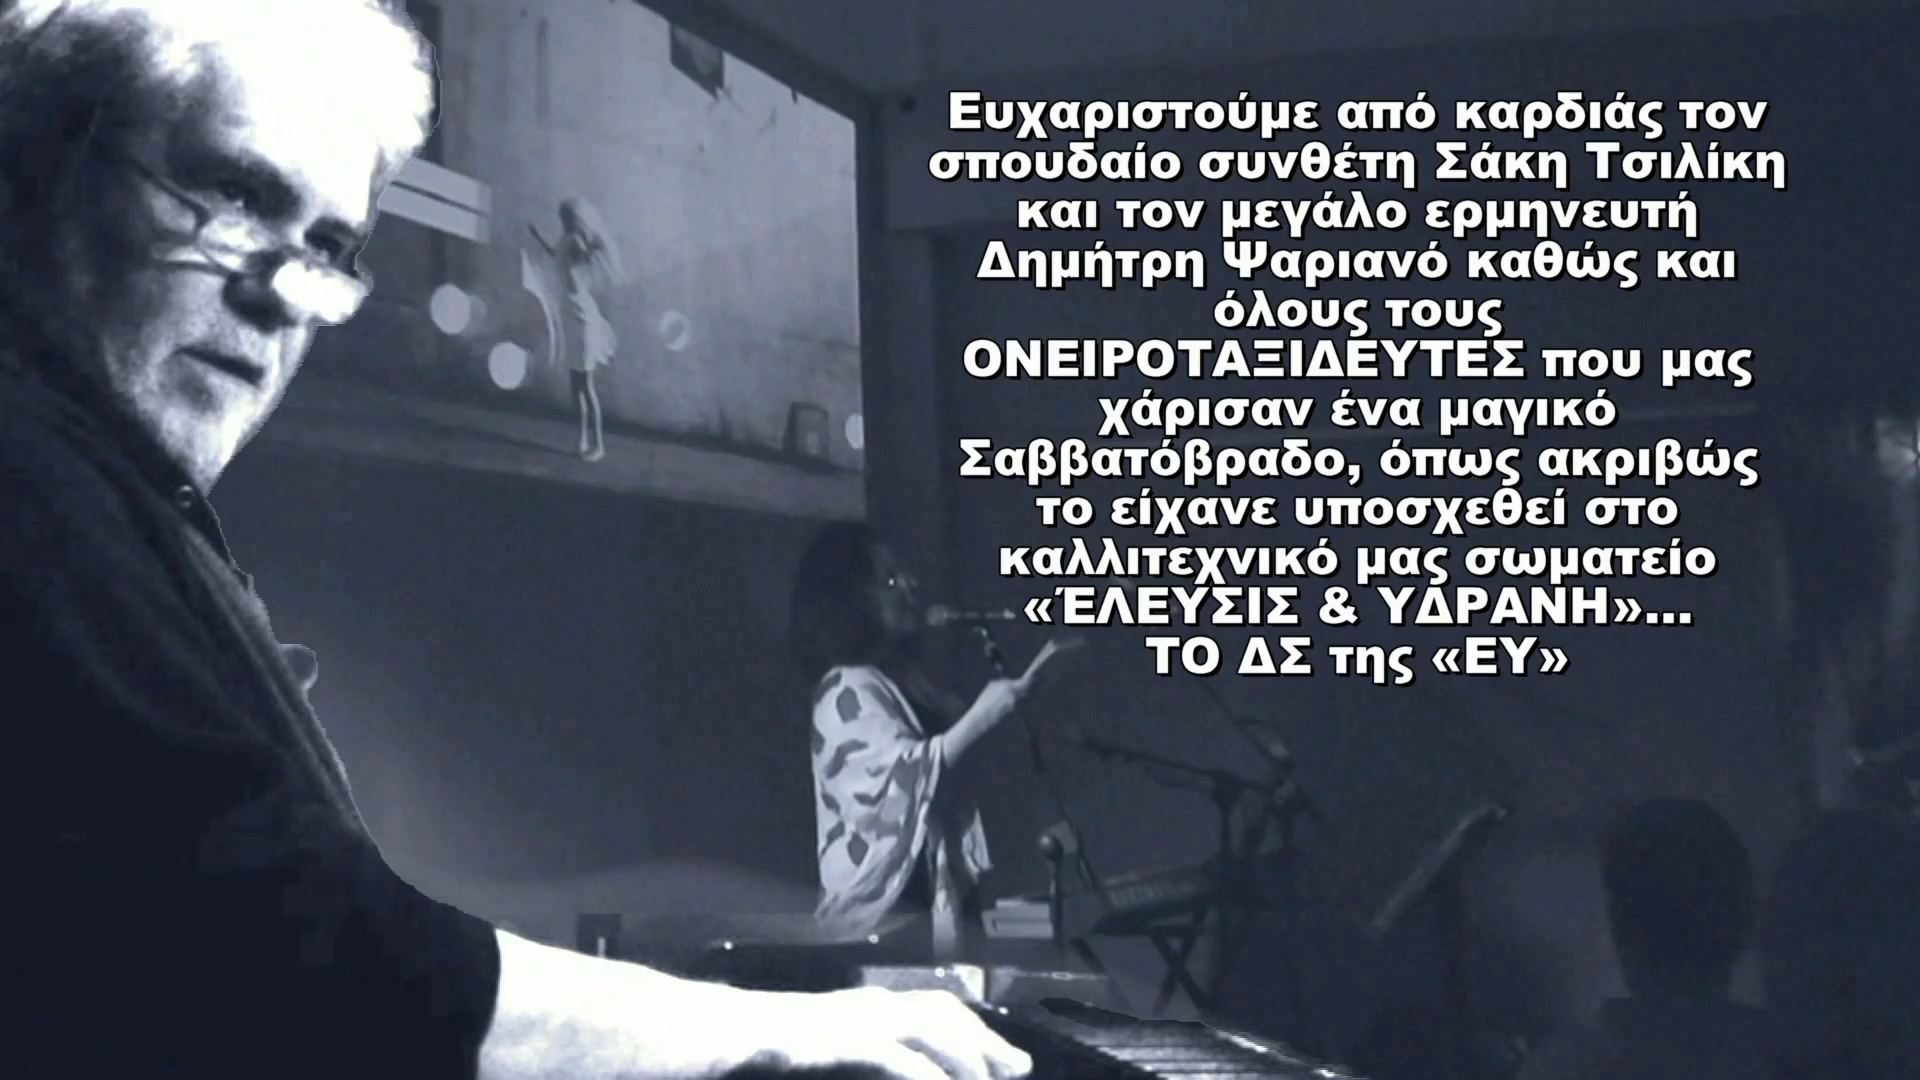 Ευχαριστούμε από καρδιάς τον
σπουδαίο συνθέτη Σάκη Τσιλίκη
και τον μεγάλο ερμηνευτή
Δημήτρη Ψαριανό καθώς και
όλους τους
ΟΝΕΙΡΟΤΑΞΙΔΕΥΤΕΣ που μας
χάρισαν ένα μαγικό
Σαββατόβραδο, όπως ακριβώς
το είχανε υποσχεθεί στο
καλλιτεχνικό μας σωματείο
«ΈΛΕΥΣΙΣ & ΥΔΡΑΝΗ»...
ΤΟ ΔΣ της «ΕΥ»